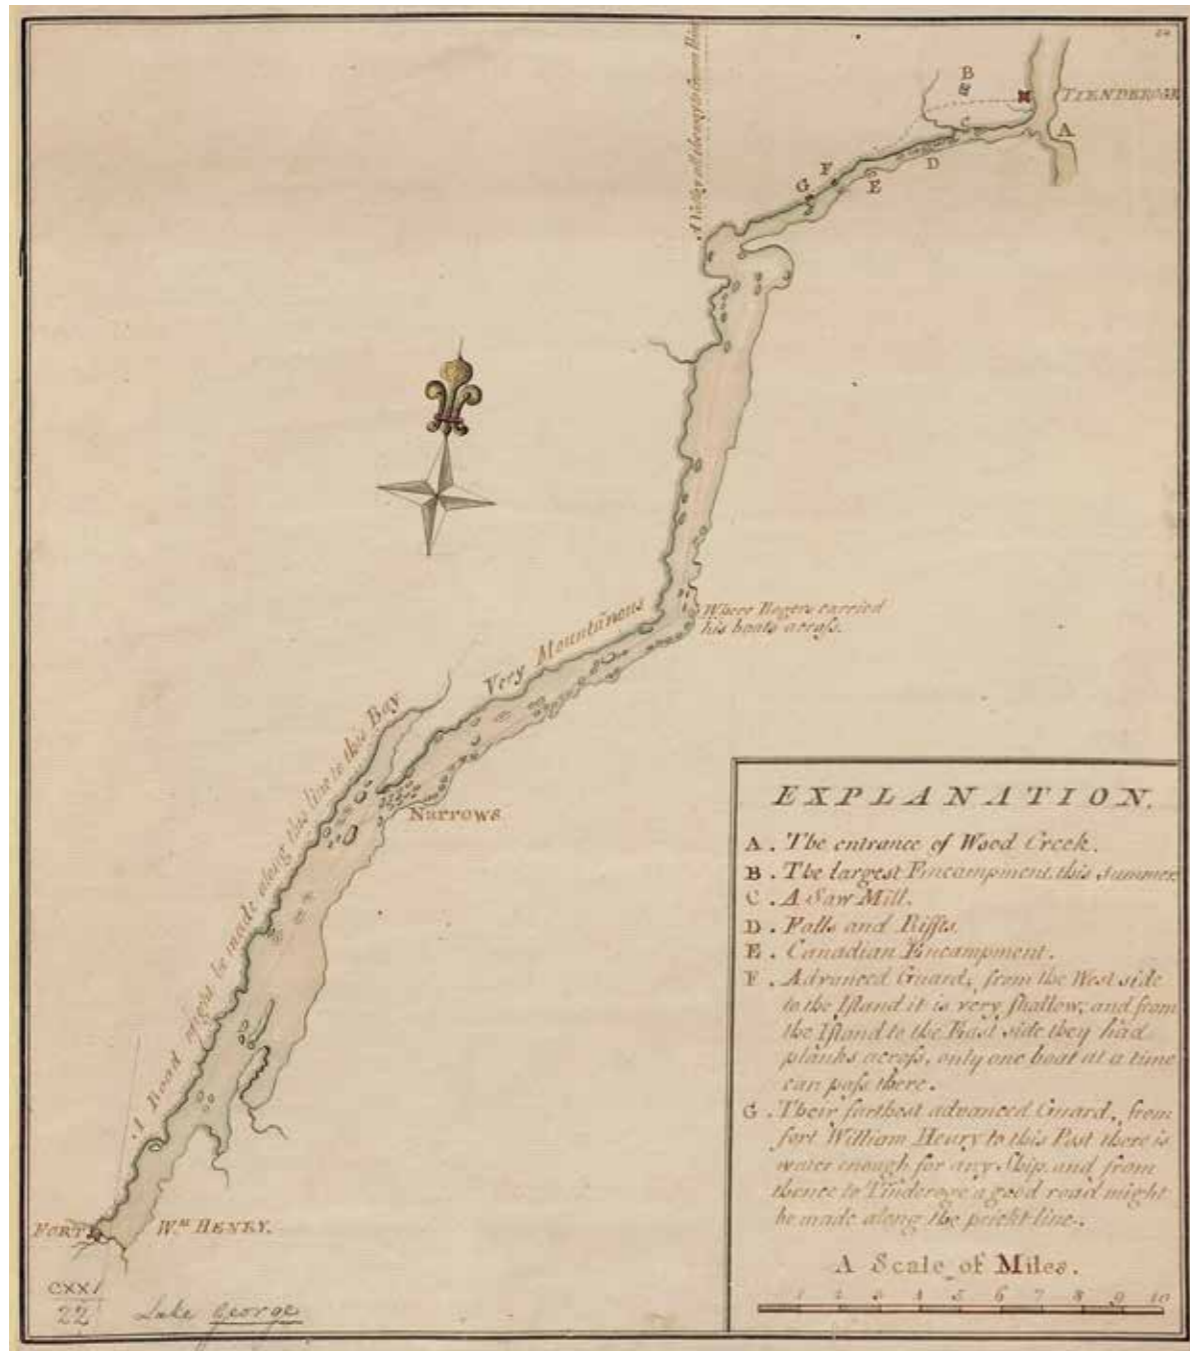 22
B
TIENDEROGE
A
C
D
F
E
G
A Valley all the way to Crown
Where Rogers carried
his boats acroſs.
Very Mountanous
A Road might be made along this line to this Bay
Narrows
FORT Wᵐ. HENRY.
CXXI
22
Lake George
EXPLANATION.
A. The entrance of Wood Creek.
B. The largest Encampment this summer
C. A Saw Mill.
D. Falls and Riffts.
E. Canadian Encampment.
F. Advanced Guard, from the West side
to the Iſland it is very ſhallow, and from
the Iſland to the East side they had
planks acroſs, only one boat at a time
can paſs there.
G. Their farthest advanced Guard, from
fort William Henry to this Post there is
water enough for any Ship, and from
thence to Tinderoge a good road might
be made along the prickt line.
A Scale of Miles.
1 2 3 4 5 6 7 8 9 10